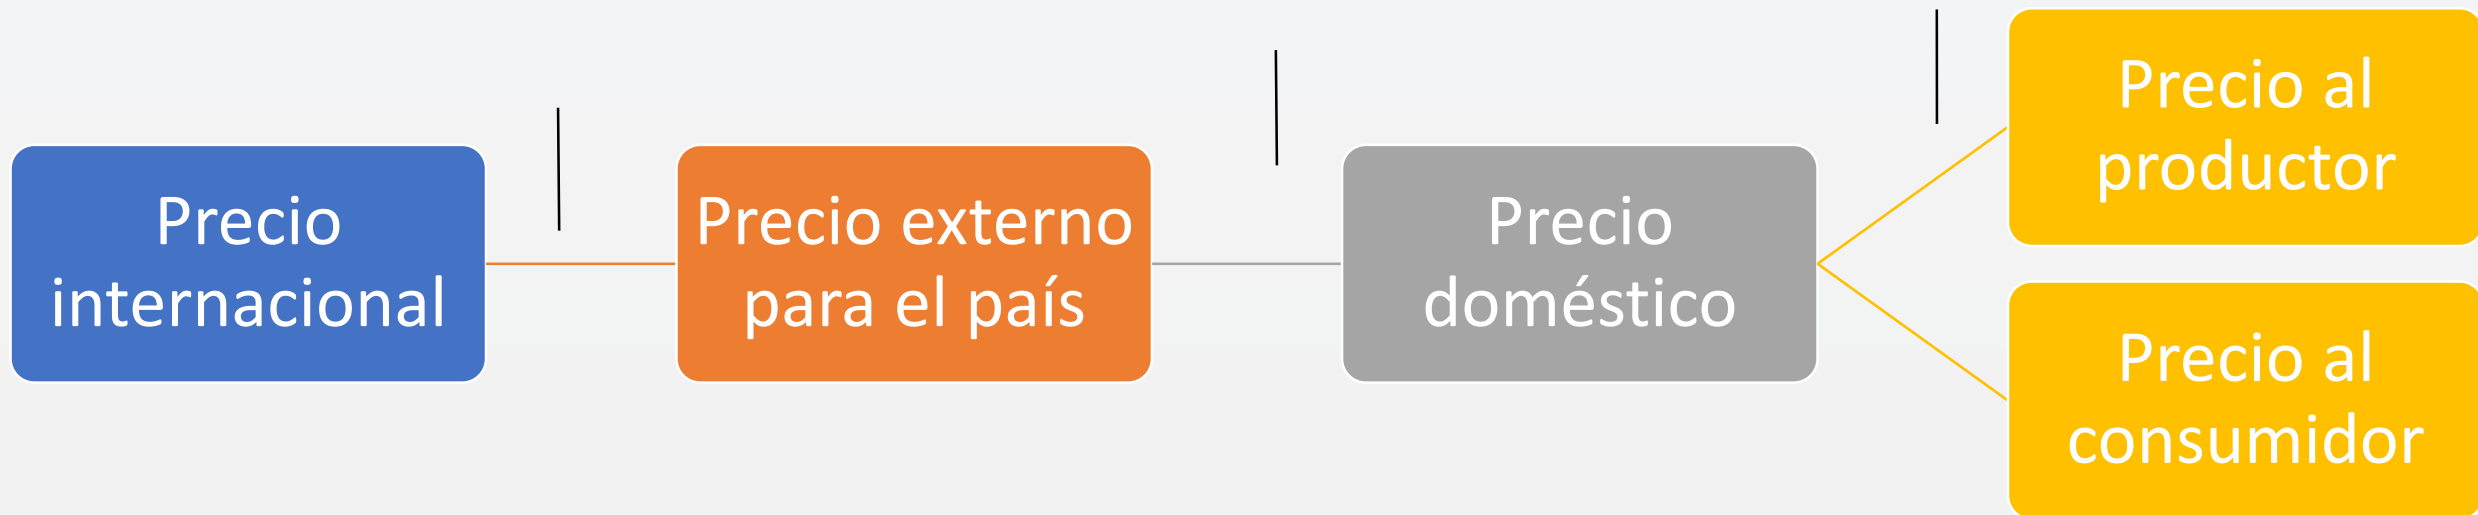 Precio
internacional
Precio externo
para el país
Precio
doméstico
Precio al
productor
Precio al
consumidor